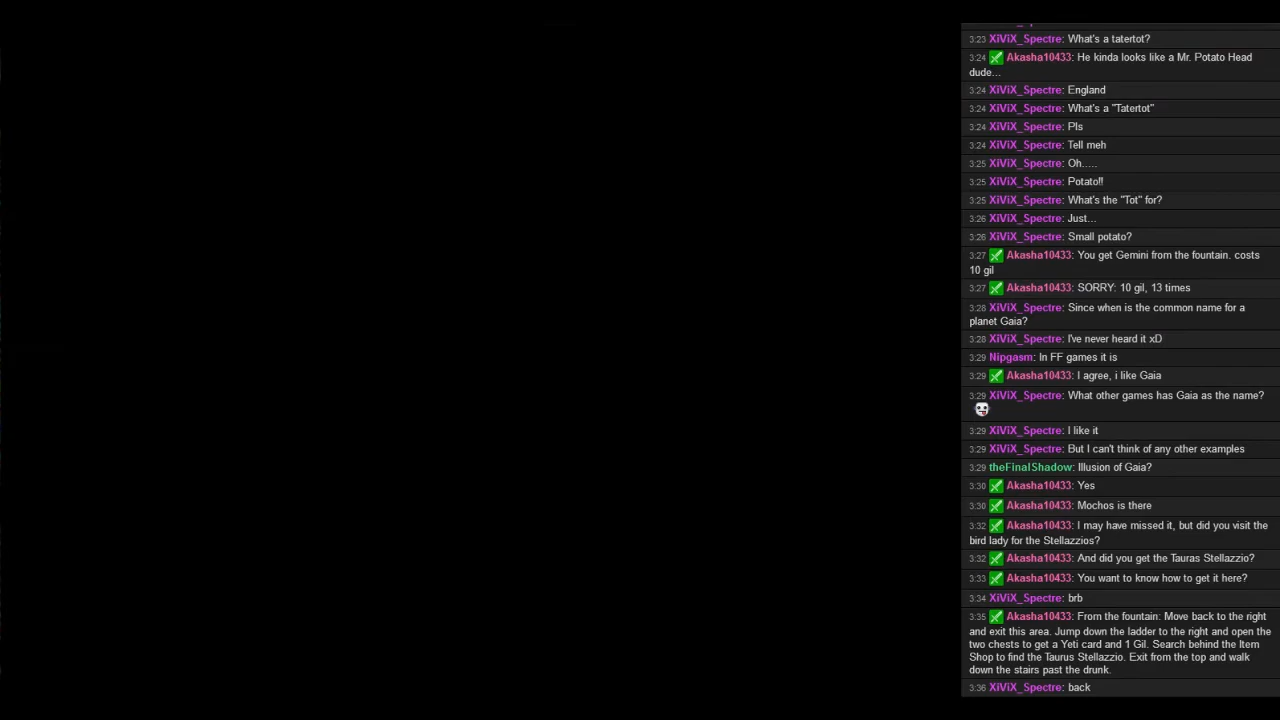 3:23 XiViX_Spectre: What's a tatertot?
3:24 Akasha10433: He kinda looks like a Mr. Potato Head
dude...
3:24 XiViX_Spectre: England
3:24 XiViX_Spectre: What's a "Tatertot"
3:24 XiViX_Spectre: Pls
3:24 XiViX_Spectre: Tell meh
3:25 XiViX_Spectre: Oh.....
3:25 XiViX_Spectre: Potato!!
3:25 XiViX_Spectre: What's the "Tot" for?
3:26 XiViX_Spectre: Just...
3:26 XiViX_Spectre: Small potato?
3:27 Akasha10433: You get Gemini from the fountain. costs
10 gil
3:27 Akasha10433: SORRY: 10 gil, 13 times
3:28 XiViX_Spectre: Since when is the common name for a
planet Gaia?
3:28 XiViX_Spectre: I've never heard it xD
3:29 Nipgasm: In FF games it is
3:29 Akasha10433: I agree, i like Gaia
3:29 XiViX_Spectre: What other games has Gaia as the name?
3:29 XiViX_Spectre: I like it
3:29 XiViX_Spectre: But I can't think of any other examples
3:29 theFinalShadow: Illusion of Gaia?
3:30 Akasha10433: Yes
3:30 Akasha10433: Mochos is there
3:32 Akasha10433: I may have missed it, but did you visit the
bird lady for the Stellazzios?
3:32 Akasha10433: And did you get the Tauras Stellazzio?
3:33 Akasha10433: You want to know how to get it here?
3:34 XiViX_Spectre: brb
3:35 Akasha10433: From the fountain: Move back to the right
and exit this area. Jump down the ladder to the right and open the
two chests to get a Yeti card and 1 Gil. Search behind the Item
Shop to find the Taurus Stellazzio. Exit from the top and walk
down the stairs past the drunk.
3:36 XiViX_Spectre: back